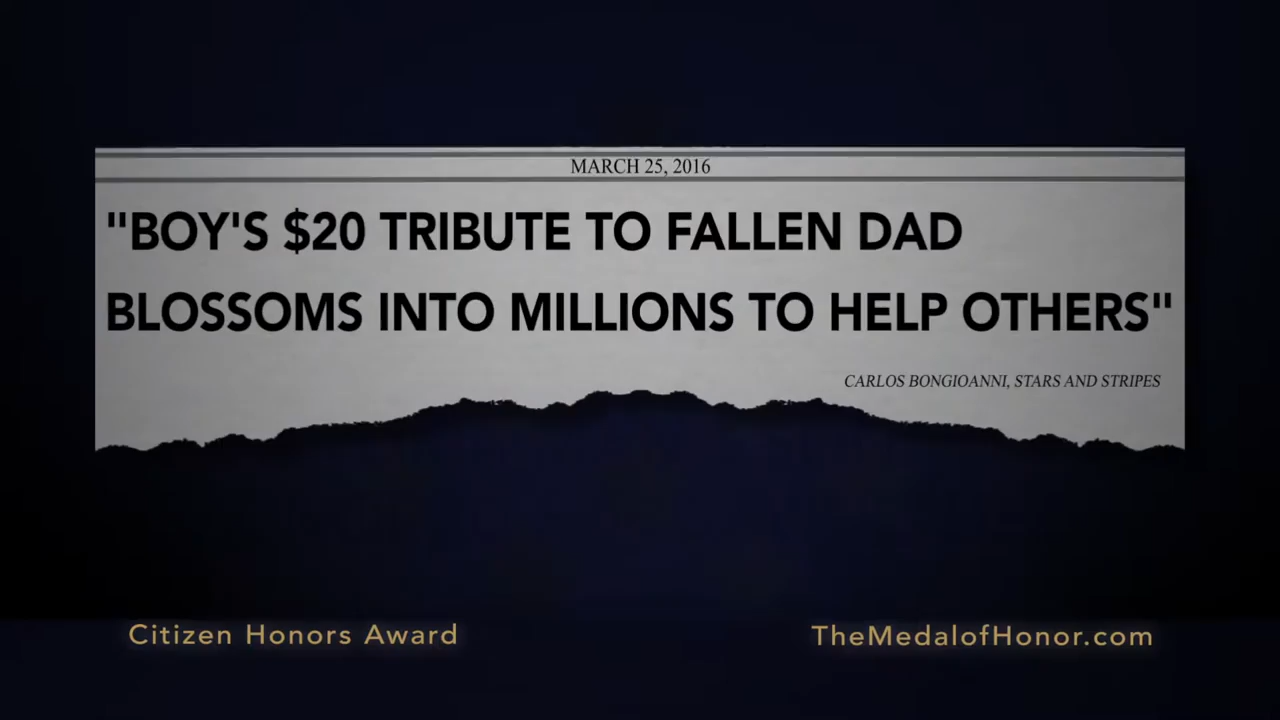 MARCH 25, 2016
"BOY'S $20 TRIBUTE TO FALLEN DAD
BLOSSOMS INTO MILLIONS TO HELP OTHERS"
CARLOS BONGIOANNI, STARS AND STRIPES
Citizen Honors Award
TheMedalofHonor.com